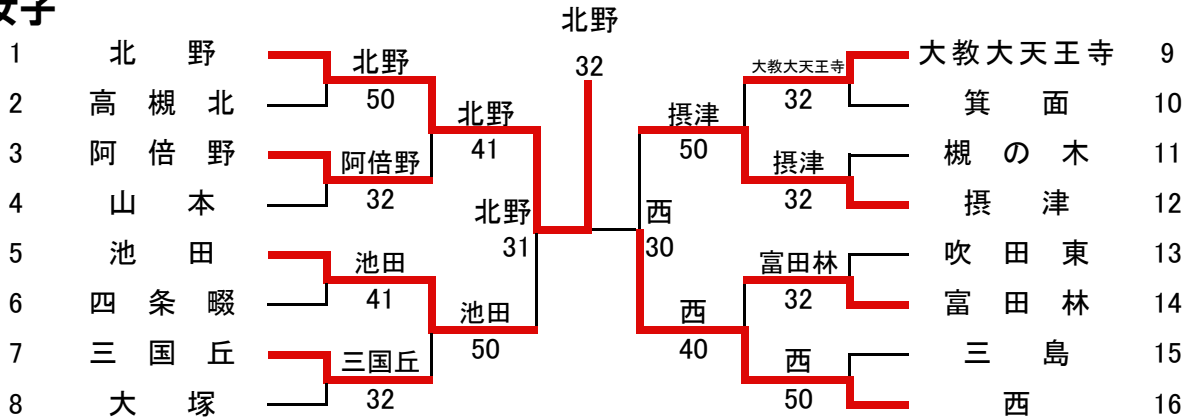 女子
北野
32
1 北野
2 高槻北
3 阿倍野
4 山本
5 池田
6 四条畷
7 三国丘
8 大塚
北野
50
阿倍野
32
池田
41
三国丘
32
北野
41
池田
50
北野
31
西
30
摂津
50
西
40
大教大天王寺
32
摂津
32
富田林
32
西
50
大教大天王寺 9
箕面 10
槻の木 11
摂津 12
吹田東 13
富田林 14
三島 15
西 16